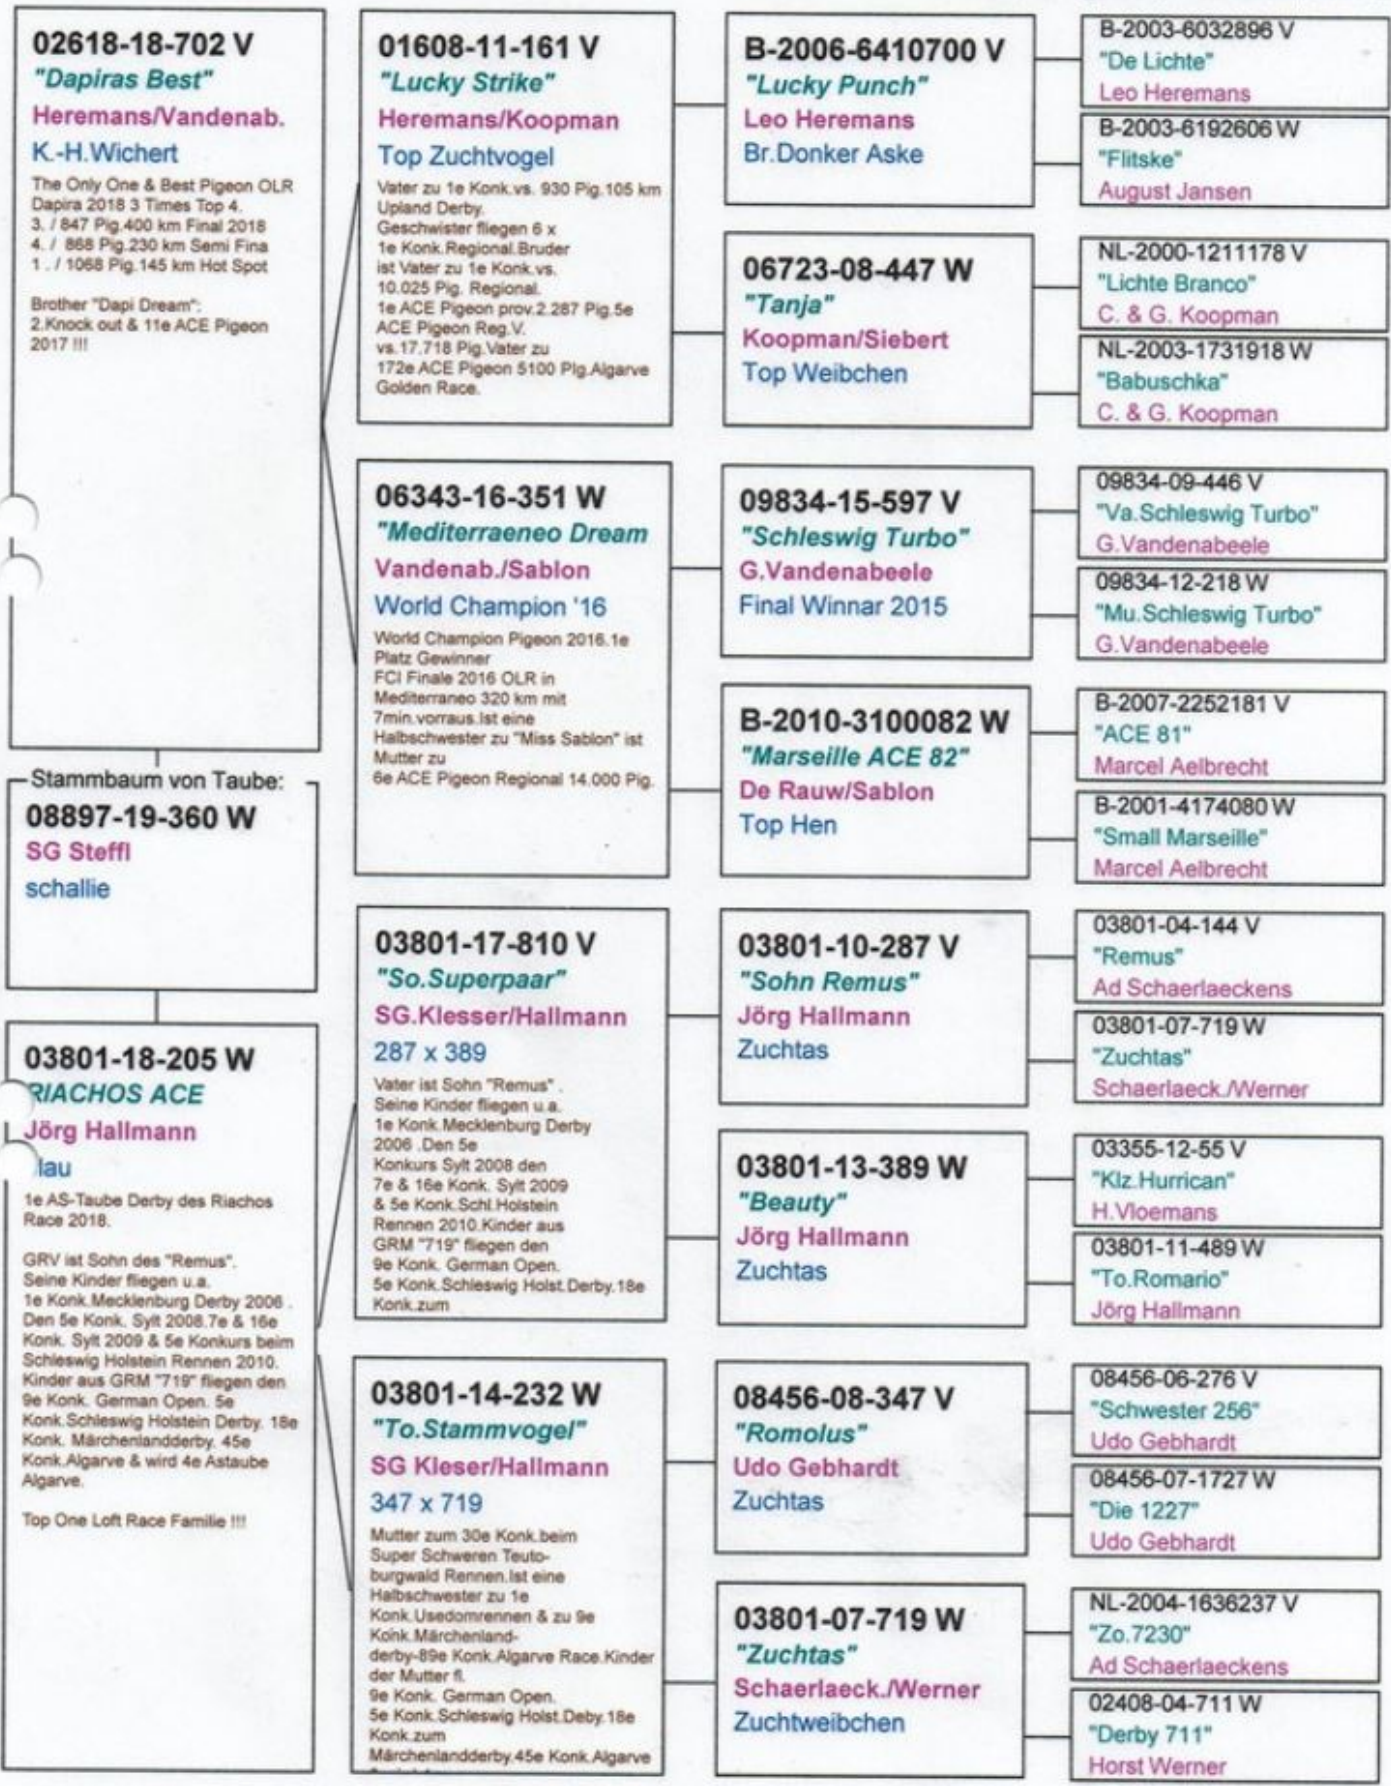 02618-18-702 V
"Dapiras Best"
Heremans/Vandenab.
K.-H.Wichert
The Only One & Best Pigeon OLR
Dapira 2018 3 Times Top 4.
3. / 847 Pig.400 km Final 2018
4. / 868 Pig.230 km Semi Fina
1 . / 1068 Pig.145 km Hot Spot
Brother "Dapi Dream":
2.Knock out & 11e ACE Pigeon
2017 !!!
Stammbaum von Taube:
08897-19-360 W
SG Steffl
schallie
03801-18-205 W
RIACHOS ACE
Jörg Hallmann
lau
1e AS-Taube Derby des Riachos
Race 2018.
GRV ist Sohn des "Remus".
Seine Kinder fliegen u.a.
1e Konk.Mecklenburg Derby 2006 .
Den 5e Konk. Sylt 2008.7e & 16e
Konk. Sylt 2009 & 5e Konkurs beim
Schleswig Holstein Rennen 2010.
Kinder aus GRM "719" fliegen den
9e Konk. German Open. 5e
Konk.Schleswig Holstein Derby. 18e
Konk. Märchenlandderby. 45e
Konk.Algarve & wird 4e Astaube
Algarve.
Top One Loft Race Familie !!!
01608-11-161 V
"Lucky Strike"
Heremans/Koopman
Top Zuchtvogel
Vater zu 1e Konk.vs. 930 Pig.105 km
Upland Derby.
Geschwister fliegen 6 x
1e Konk.Regional.Bruder
ist Vater zu 1e Konk.vs.
10.025 Pig. Regional.
1e ACE Pigeon prov.2.287 Pig.5e
ACE Pigeon Reg.V.
vs.17.718 Pig.Vater zu
172e ACE Pigeon 5100 Plg.Algarve
Golden Race.
06343-16-351 W
"Mediterraeneo Dream
Vandenab./Sablon
World Champion '16
World Champion Pigeon 2016.1e
Platz Gewinner
FCI Finale 2016 OLR in
Mediterraneo 320 km mit
7min.vorraus.Ist eine
Halbschwester zu "Miss Sablon" ist
Mutter zu
6e ACE Pigeon Regional 14.000 Pig.
03801-17-810 V
"So.Superpaar"
SG.Klesser/Hallmann
287 x 389
Vater ist Sohn "Remus" .
Seine Kinder fliegen u.a.
1e Konk.Mecklenburg Derby
2006 .Den 5e
Konkurs Sylt 2008 den
7e & 16e Konk. Sylt 2009
& 5e Konk.Schl.Holstein
Rennen 2010.Kinder aus
GRM "719" fliegen den
9e Konk. German Open.
5e Konk.Schleswig Holst.Derby.18e
Konk.zum
03801-14-232 W
"To.Stammvogel"
SG Kleser/Hallmann
347 x 719
Mutter zum 30e Konk.beim
Super Schweren Teuto-
burgwald Rennen.Ist eine
Halbschwester zu 1e
Konk.Usedomrennen & zu 9e
Konk.Märchenland-
derby-89e Konk.Algarve Race.Kinder
der Mutter fl.
9e Konk. German Open.
5e Konk.Schleswig Holst.Deby.18e
Konk.zum
Märchenlandderby.45e Konk.Algarve
B-2006-6410700 V
"Lucky Punch"
Leo Heremans
Br.Donker Aske
06723-08-447 W
"Tanja"
Koopman/Siebert
Top Weibchen
09834-15-597 V
"Schleswig Turbo"
G.Vandenabeele
Final Winnar 2015
B-2010-3100082 W
"Marseille ACE 82"
De Rauw/Sablon
Top Hen
03801-10-287 V
"Sohn Remus"
Jörg Hallmann
Zuchtas
03801-13-389 W
"Beauty"
Jörg Hallmann
Zuchtas
08456-08-347 V
"Romolus"
Udo Gebhardt
Zuchtas
03801-07-719 W
"Zuchtas"
Schaerlaeck./Werner
Zuchtweibchen
B-2003-6032896 V
"De Lichte"
Leo Heremans
B-2003-6192606 W
"Flitske"
August Jansen
NL-2000-1211178 V
"Lichte Branco"
C. & G. Koopman
NL-2003-1731918 W
"Babuschka"
C. & G. Koopman
09834-09-446 V
"Va.Schleswig Turbo"
G.Vandenabeele
09834-12-218 W
"Mu.Schleswig Turbo"
G.Vandenabeele
B-2007-2252181 V
"ACE 81"
Marcel Aelbrecht
B-2001-4174080 W
"Small Marseille"
Marcel Aelbrecht
03801-04-144 V
"Remus"
Ad Schaerlaeckens
03801-07-719 W
"Zuchtas"
Schaerlaeck./Werner
03355-12-55 V
"Klz.Hurrican"
H.Vloemans
03801-11-489 W
"To.Romario"
Jörg Hallmann
08456-06-276 V
"Schwester 256"
Udo Gebhardt
08456-07-1727 W
"Die 1227"
Udo Gebhardt
NL-2004-1636237 V
"Zo.7230"
Ad Schaerlaeckens
02408-04-711 W
"Derby 711"
Horst Werner